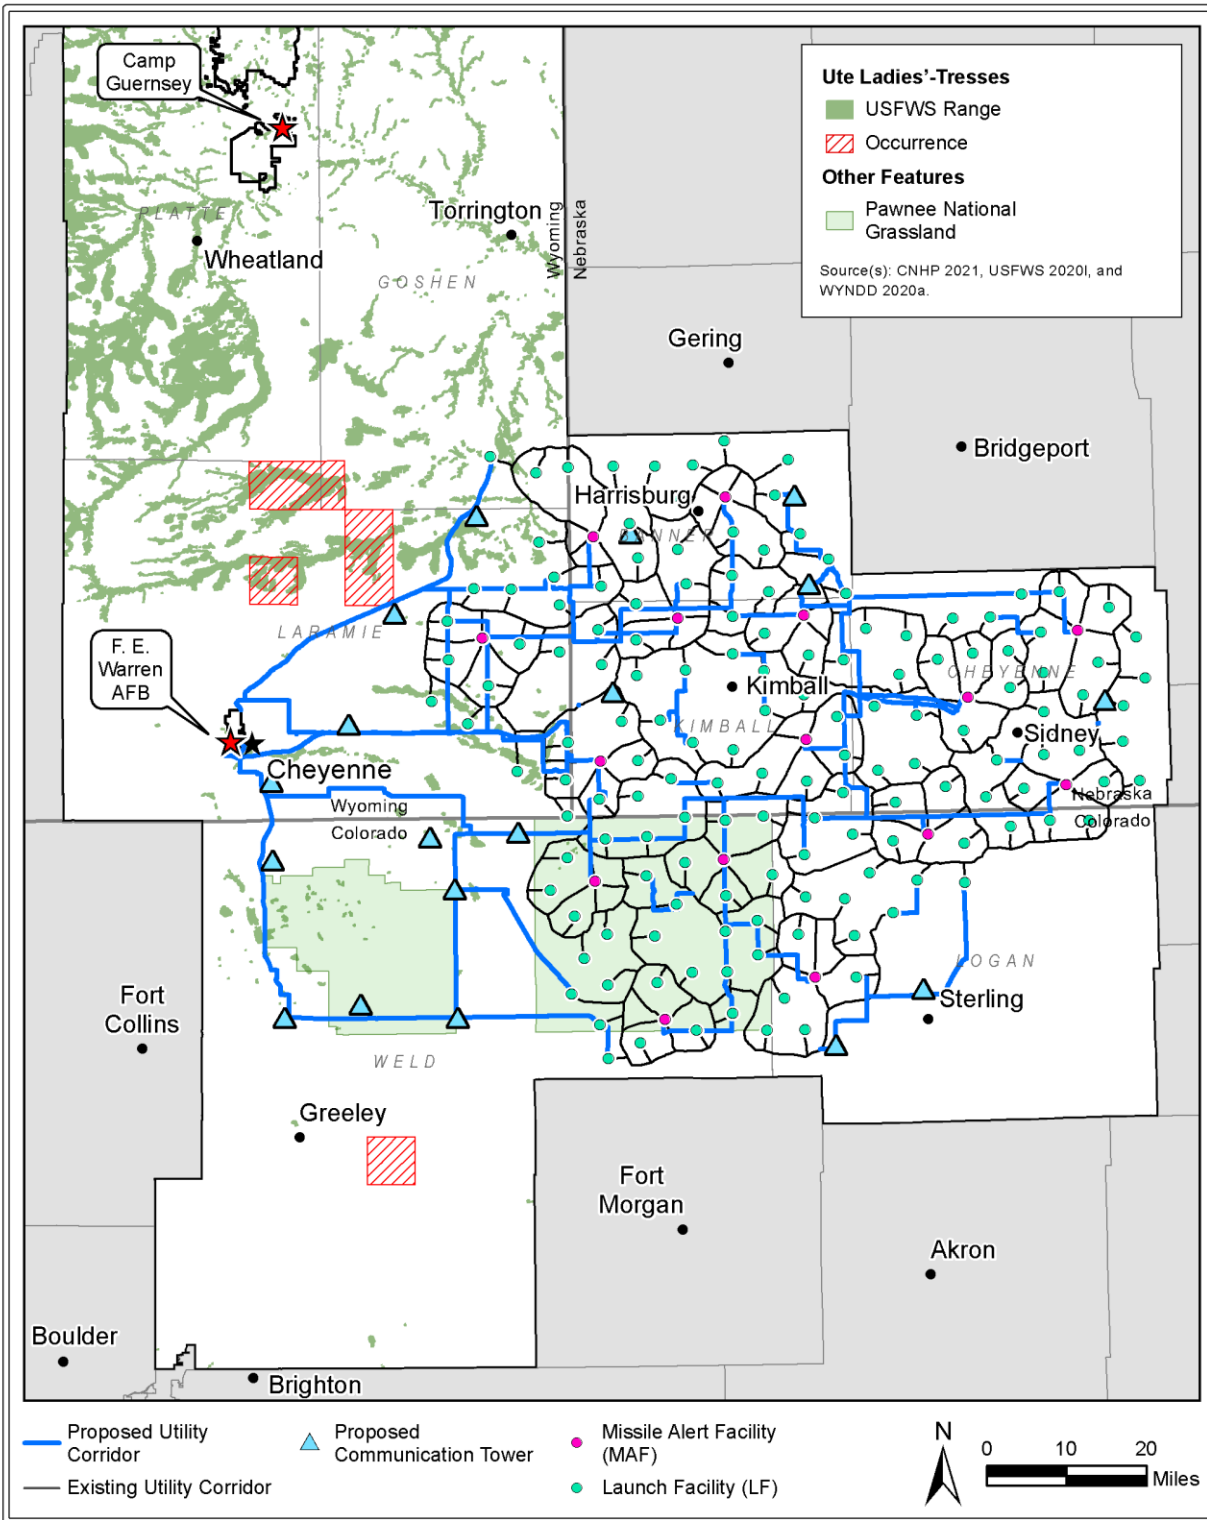 Camp
Guernsey
Ute Ladies'-Tresses
USFWS Range
Occurrence
Other Features
Pawnee National
Grassland
Source(s): CNHP 2021, USFWS 2020l, and
WYNDD 2020a.
PLATTE
Wheatland
Torrington
GOSHEN
Wyoming
Nebraska
Gering
Bridgeport
Harrisburg
BANNER
LARAMIE
F. E.
Warren
AFB
CHEYENNE
Kimball
KIMBALL
Sidney
Cheyenne
Wyoming
Colorado
Nebraska
Colorado
LOGAN
Sterling
Fort
Collins
WELD
Greeley
Fort
Morgan
Akron
Boulder
Brighton
Proposed Utility
Corridor
Existing Utility Corridor
Proposed
Communication Tower
Missile Alert Facility
(MAF)
Launch Facility (LF)
N
0 10 20
Miles